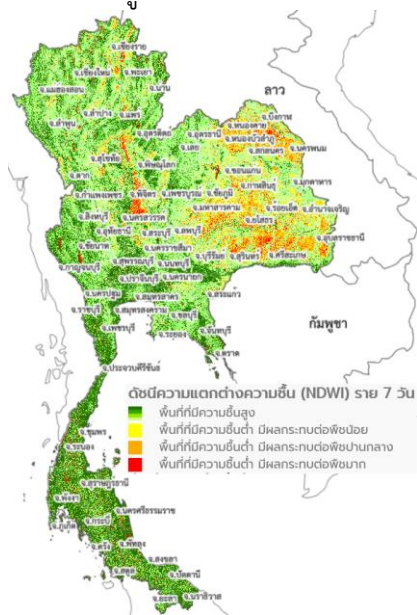 จ.เชียงราย
จ.เชียงใหม่ จ.พะเยา
จ.แม่ฮ่องสอน จ.น่าน
จ.ลำปาง จ.แพร่
จ.ลำพูน
จ.อุตรดิตถ์ จ.อุดรธานี
จ.เลย
จ.สุโขทัย
จ.พิษณุโลก
จ.ตาก
จ.กำแพงเพชร จ.พิจิตร จ.เพชรบูรณ์ จ.ชัยภูมิ
จ.ขอนแก่น จ.กาฬสินธุ์
ลาว
จ.บึงกาฬ
จ.หนองคาย
จ.หนองบัวลำภู
จ.สกลนคร จ.นครพนม
จ.มุกดาหาร
จ.มหาสารคาม จ.ร้อยเอ็ด จ.อำนาจเจริญ
จ.ยโสธร
จ.อุบลราชธานี
จ.บุรีรัมย์ จ.สุรินทร์ จ.ศรีสะเกษ
จ.สิงห์บุรี จ.นครสวรรค์
จ.อุทัยธานี จ.สระบุรี จ.ลพบุรี
จ.ชัยนาท จ.นครราชสีมา
จ.กาญจนบุรี จ.สุพรรณบุรี จ.นนทบุรี
จ.ปราจีนบุรี จ.นครนายก
จ.สระแก้ว
จ.นครปฐม จ.สมุทรสาคร
จ.ราชบุรี จ.สมุทรสงคราม จ.ชลบุรี
จ.เพชรบุรี จ.ระยอง จ.จันทบุรี
จ.ตราด
กัมพูชา
จ.ประจวบคีรีขันธ์
ดัชนีความแตกต่างความชื้น (NDWI) ราย 7 วัน
พื้นที่ที่มีความชื้นสูง
พื้นที่ที่มีความชื้นต่ำ มีผลกระทบต่อพืชน้อย
พื้นที่ที่มีความชื้นต่ำ มีผลกระทบต่อพืชปานกลาง
พื้นที่ที่มีความชื้นต่ำ มีผลกระทบต่อพืชมาก
จ.ชุมพร
จ.ระนอง
จ.สุราษฎร์ธานี
จ.พังงา
จ.นครศรีธรรมราช
จ.ภูเก็ต จ.กระบี่
จ.ตรัง จ.พัทลุง
จ.สตูล จ.สงขลา
จ.ปัตตานี
จ.ยะลา จ.นราธิวาส